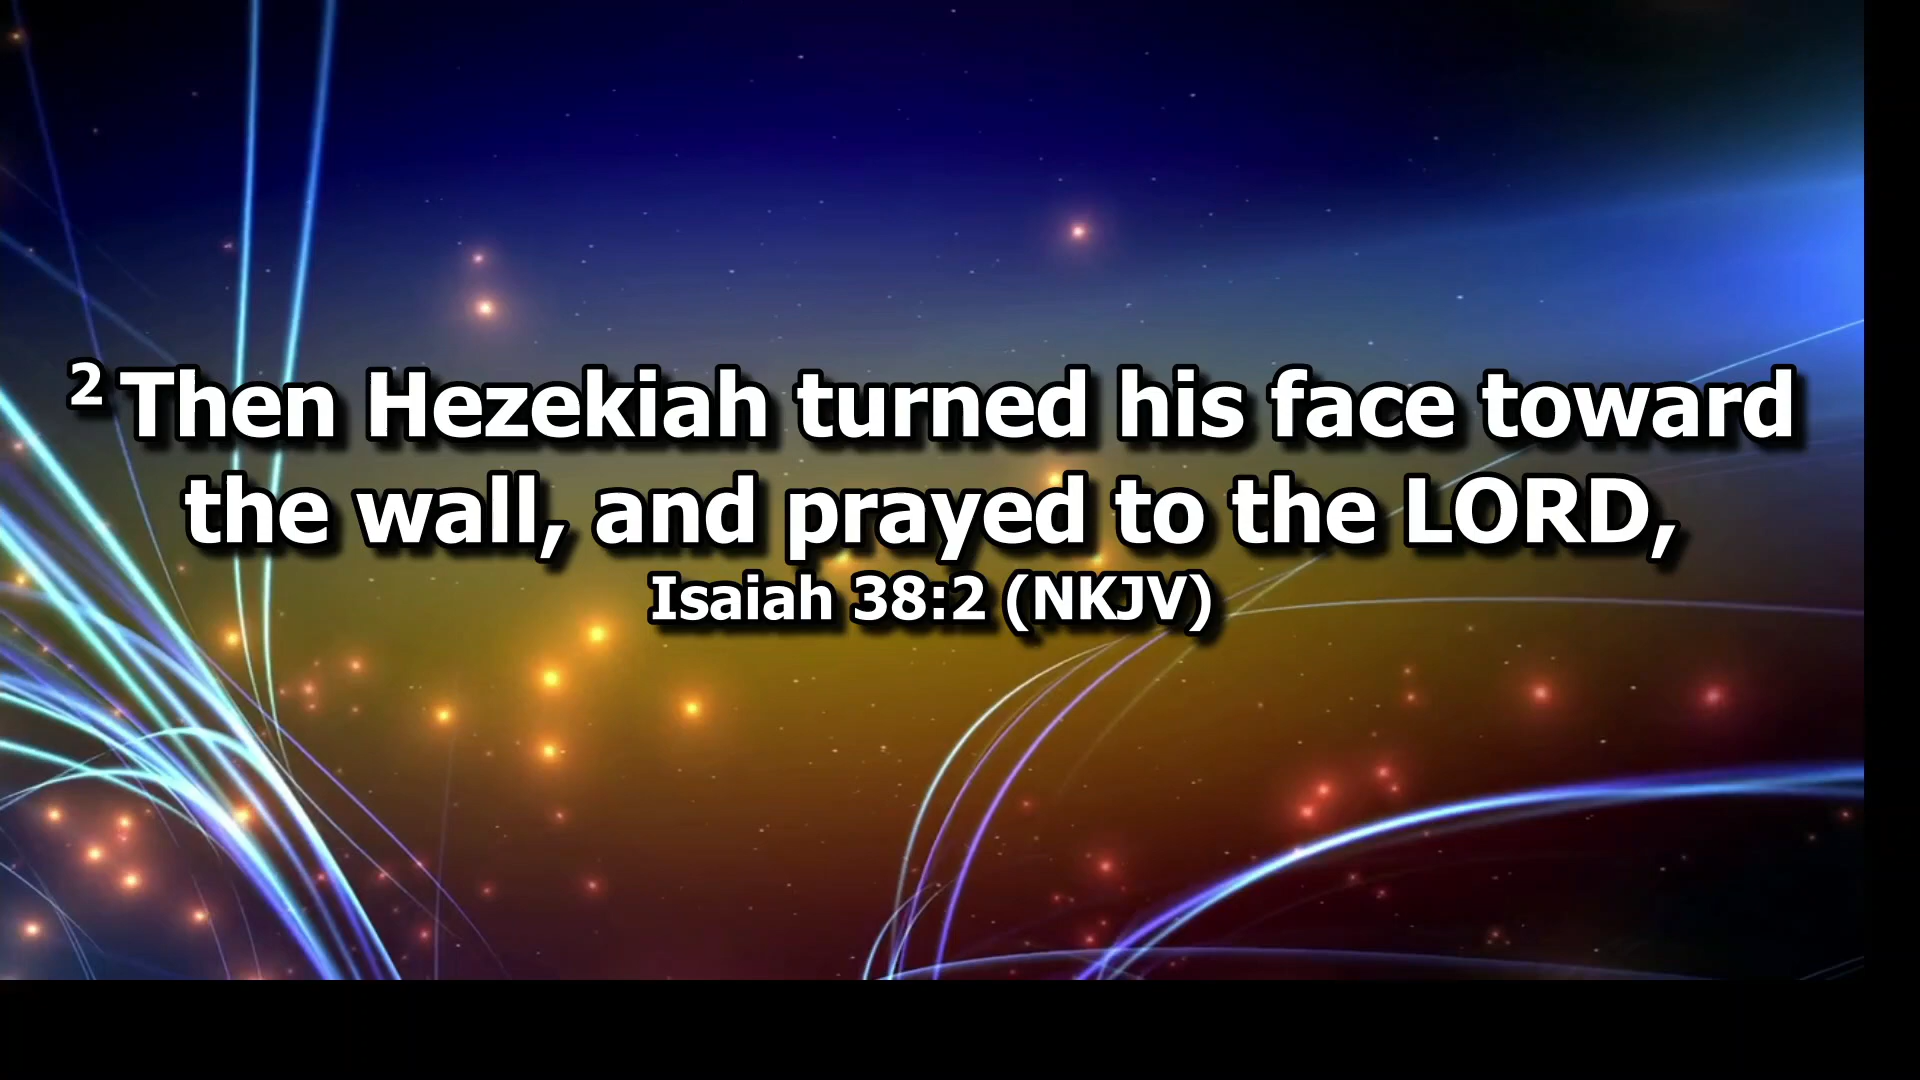 2 Then Hezekiah turned his face toward
the wall, and prayed to the LORD,
Isaiah 38:2 (NKJV)